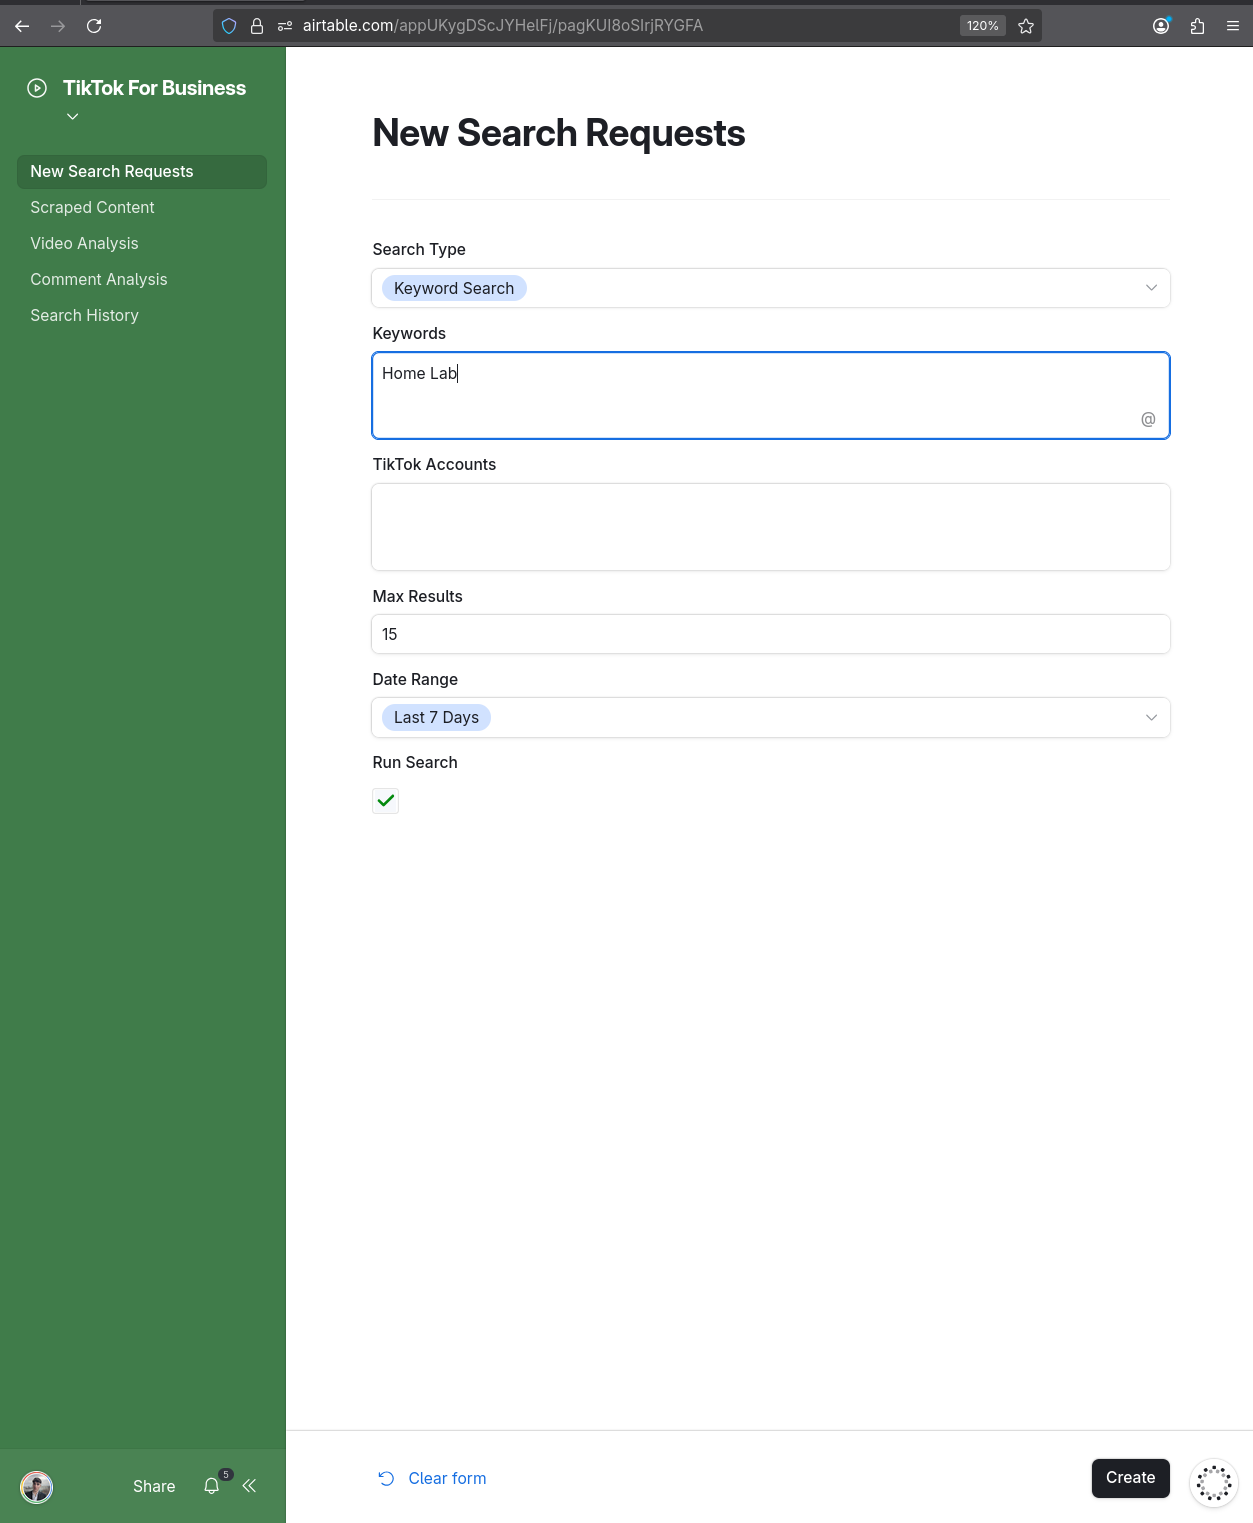 airtable.com/appUKygDScJYHelFj/pagKUI8oSIrjRYGFA
120%
TikTok For Business
New Search Requests
Scraped Content
Video Analysis
Comment Analysis
Search History
New Search Requests
Search Type
Keyword Search
Keywords
Home Lab
@
TikTok Accounts
Max Results
15
Date Range
Last 7 Days
Run Search
Share
5
Clear form
Create